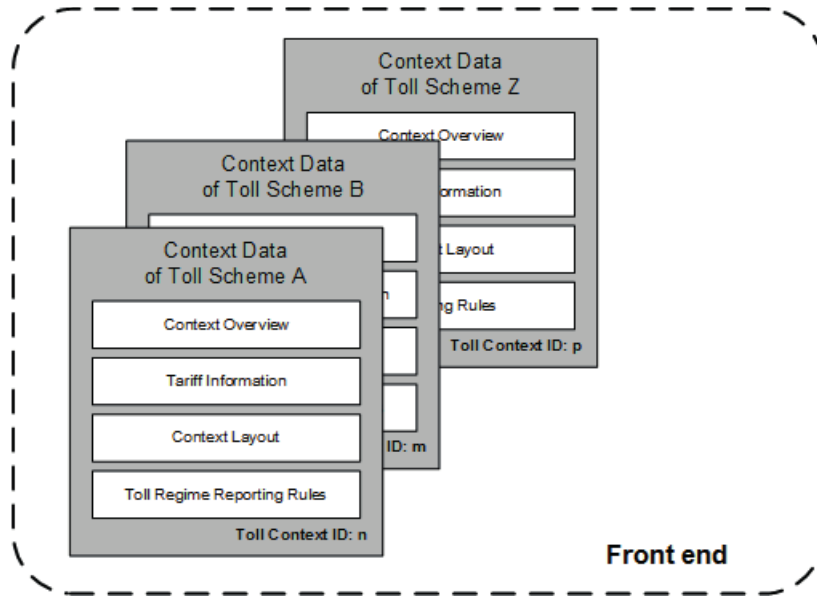 Context Data
of Toll Scheme Z
Context Overview
formation
t Layout
ng Rules
Toll Context ID: p
Context Data
of Toll Scheme B
n
ID: m
Context Data
of Toll Scheme A
Context Overview
Tariff Information
Context Layout
Toll Regime Reporting Rules
Toll Context ID: n
Front end